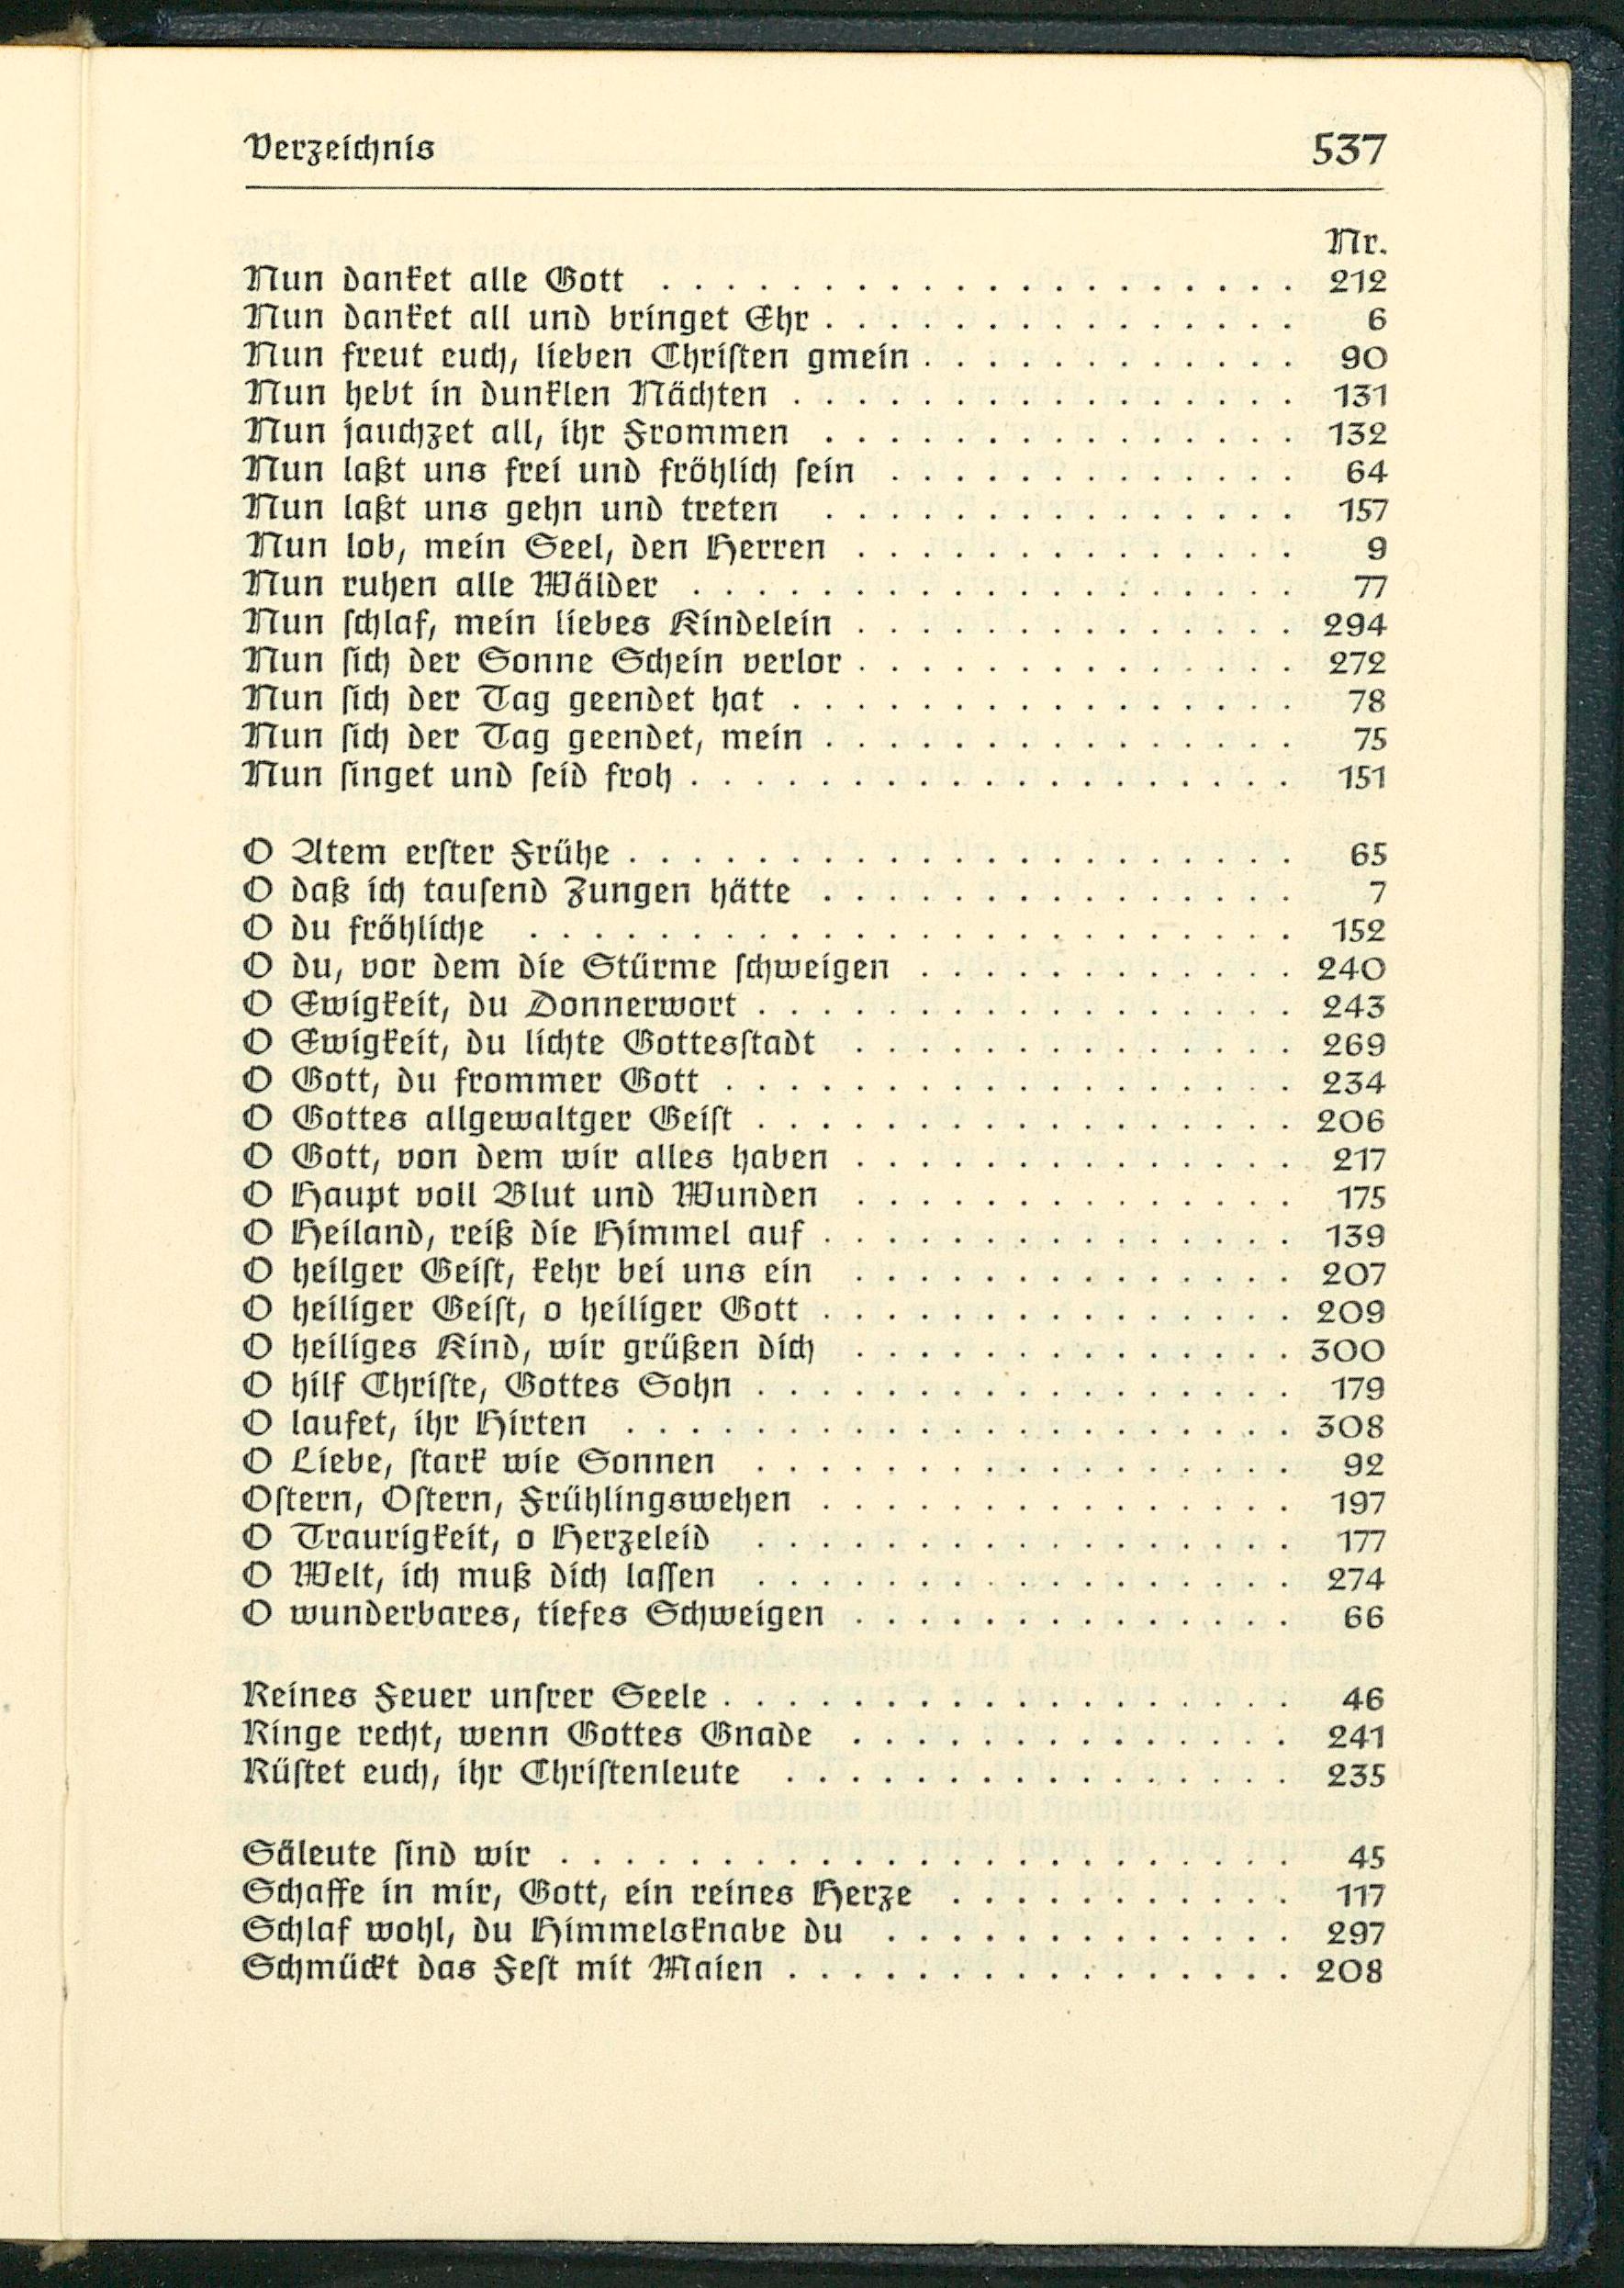 Verzeichnis 537
Nr.
Nun danket alle Gott . . . . . . . . . . . . . . . . . . . . 212
Nun danket all und bringet Ehr . . . . . . . . . . . . . . . 6
Nun freut euch, lieben Christen gmein . . . . . . . . . . . . 90
Nun hebt in dunklen Nächten . . . . . . . . . . . . . . . . 131
Nun jauchzet all, ihr Frommen . . . . . . . . . . . . . . . 132
Nun laßt uns frei und fröhlich sein . . . . . . . . . . . . . 64
Nun laßt uns gehn und treten . . . . . . . . . . . . . . . 157
Nun lob, mein Seel, den Herren . . . . . . . . . . . . . . 9
Nun ruhen alle Wälder . . . . . . . . . . . . . . . . . . . 77
Nun schlaf, mein liebes Kindelein . . . . . . . . . . . . . . 294
Nun sich der Sonne Schein verlor . . . . . . . . . . . . . . 272
Nun sich der Tag geendet hat . . . . . . . . . . . . . . . . 78
Nun sich der Tag geendet, mein . . . . . . . . . . . . . . . 75
Nun singet und seid froh . . . . . . . . . . . . . . . . . . . 151
O Atem erster Frühe . . . . . . . . . . . . . . . . . . . . . 65
O daß ich tausend Zungen hätte . . . . . . . . . . . . . . . 7
O du fröhliche . . . . . . . . . . . . . . . . . . . . . . . . 152
O du, vor dem die Stürme schweigen . . . . . . . . . . . . 240
O Ewigkeit, du Donnerwort . . . . . . . . . . . . . . . . . 243
O Ewigkeit, du lichte Gottesstadt . . . . . . . . . . . . . . 269
O Gott, du frommer Gott . . . . . . . . . . . . . . . . . . 234
O Gottes allgewaltger Geist . . . . . . . . . . . . . . . . . 206
O Gott, von dem wir alles haben . . . . . . . . . . . . . . 217
O Haupt voll Blut und Wunden . . . . . . . . . . . . . . 175
O Heiland, reiß die Himmel auf . . . . . . . . . . . . . . . 139
O heilger Geist, kehr bei uns ein . . . . . . . . . . . . . . 207
O heiliger Geist, o heiliger Gott . . . . . . . . . . . . . . . 209
O heiliges Kind, wir grüßen dich . . . . . . . . . . . . . . 300
O hilf Christe, Gottes Sohn . . . . . . . . . . . . . . . . . 179
O laufet, ihr Hirten . . . . . . . . . . . . . . . . . . . . . 308
O Liebe, stark wie Sonnen . . . . . . . . . . . . . . . . . 92
Ostern, Ostern, Frühlingswehen . . . . . . . . . . . . . . . 197
O Traurigkeit, o Herzeleid . . . . . . . . . . . . . . . . . 177
O Welt, ich muß dich lassen . . . . . . . . . . . . . . . . . 274
O wunderbares, tiefes Schweigen . . . . . . . . . . . . . . 66
Reines Feuer unsrer Seele . . . . . . . . . . . . . . . . . . 46
Ringe recht, wenn Gottes Gnade . . . . . . . . . . . . . . 241
Rüstet euch, ihr Christenleute . . . . . . . . . . . . . . . . 235
Säleute sind wir . . . . . . . . . . . . . . . . . . . . . . . 45
Schaffe in mir, Gott, ein reines Herze . . . . . . . . . . . 117
Schlaf wohl, du Himmelsknabe du . . . . . . . . . . . . . 297
Schmückt das Fest mit Maien . . . . . . . . . . . . . . . . 208